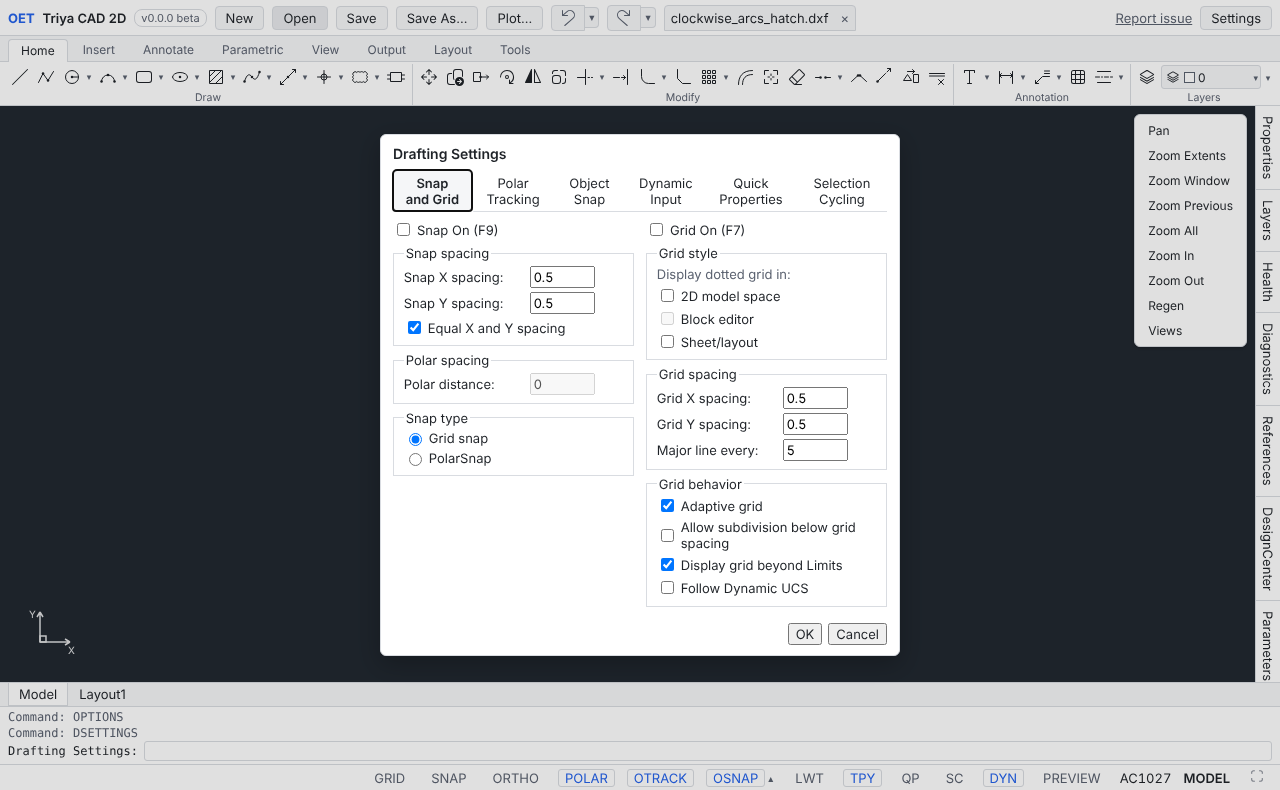 OET Triya CAD 2D v0.0.0 beta New Open Save Save As... Plot... clockwise_arcs_hatch.dxf × Report issue Settings
Home Insert Annotate Parametric View Output Layout Tools
0
Draw Modify Annotation Layers
Pan
Zoom Extents
Zoom Window
Zoom Previous
Zoom All
Zoom In
Zoom Out
Regen
Views
Properties
Layers
Health
Diagnostics
References
DesignCenter
Parameters
Drafting Settings
Snap and Grid
Polar Tracking
Object Snap
Dynamic Input
Quick Properties
Selection Cycling
Snap On (F9)
Snap spacing
Snap X spacing: 0.5
Snap Y spacing: 0.5
Equal X and Y spacing
Polar spacing
Polar distance: 0
Snap type
Grid snap
PolarSnap
Grid On (F7)
Grid style
Display dotted grid in:
2D model space
Block editor
Sheet/layout
Grid spacing
Grid X spacing: 0.5
Grid Y spacing: 0.5
Major line every: 5
Grid behavior
Adaptive grid
Allow subdivision below grid
spacing
Display grid beyond Limits
Follow Dynamic UCS
OK Cancel
Y
X
Model Layout1
Command: OPTIONS
Command: DSETTINGS
Drafting Settings:
GRID SNAP ORTHO POLAR OTRACK OSNAP LWT TPY QP SC DYN PREVIEW AC1027 MODEL